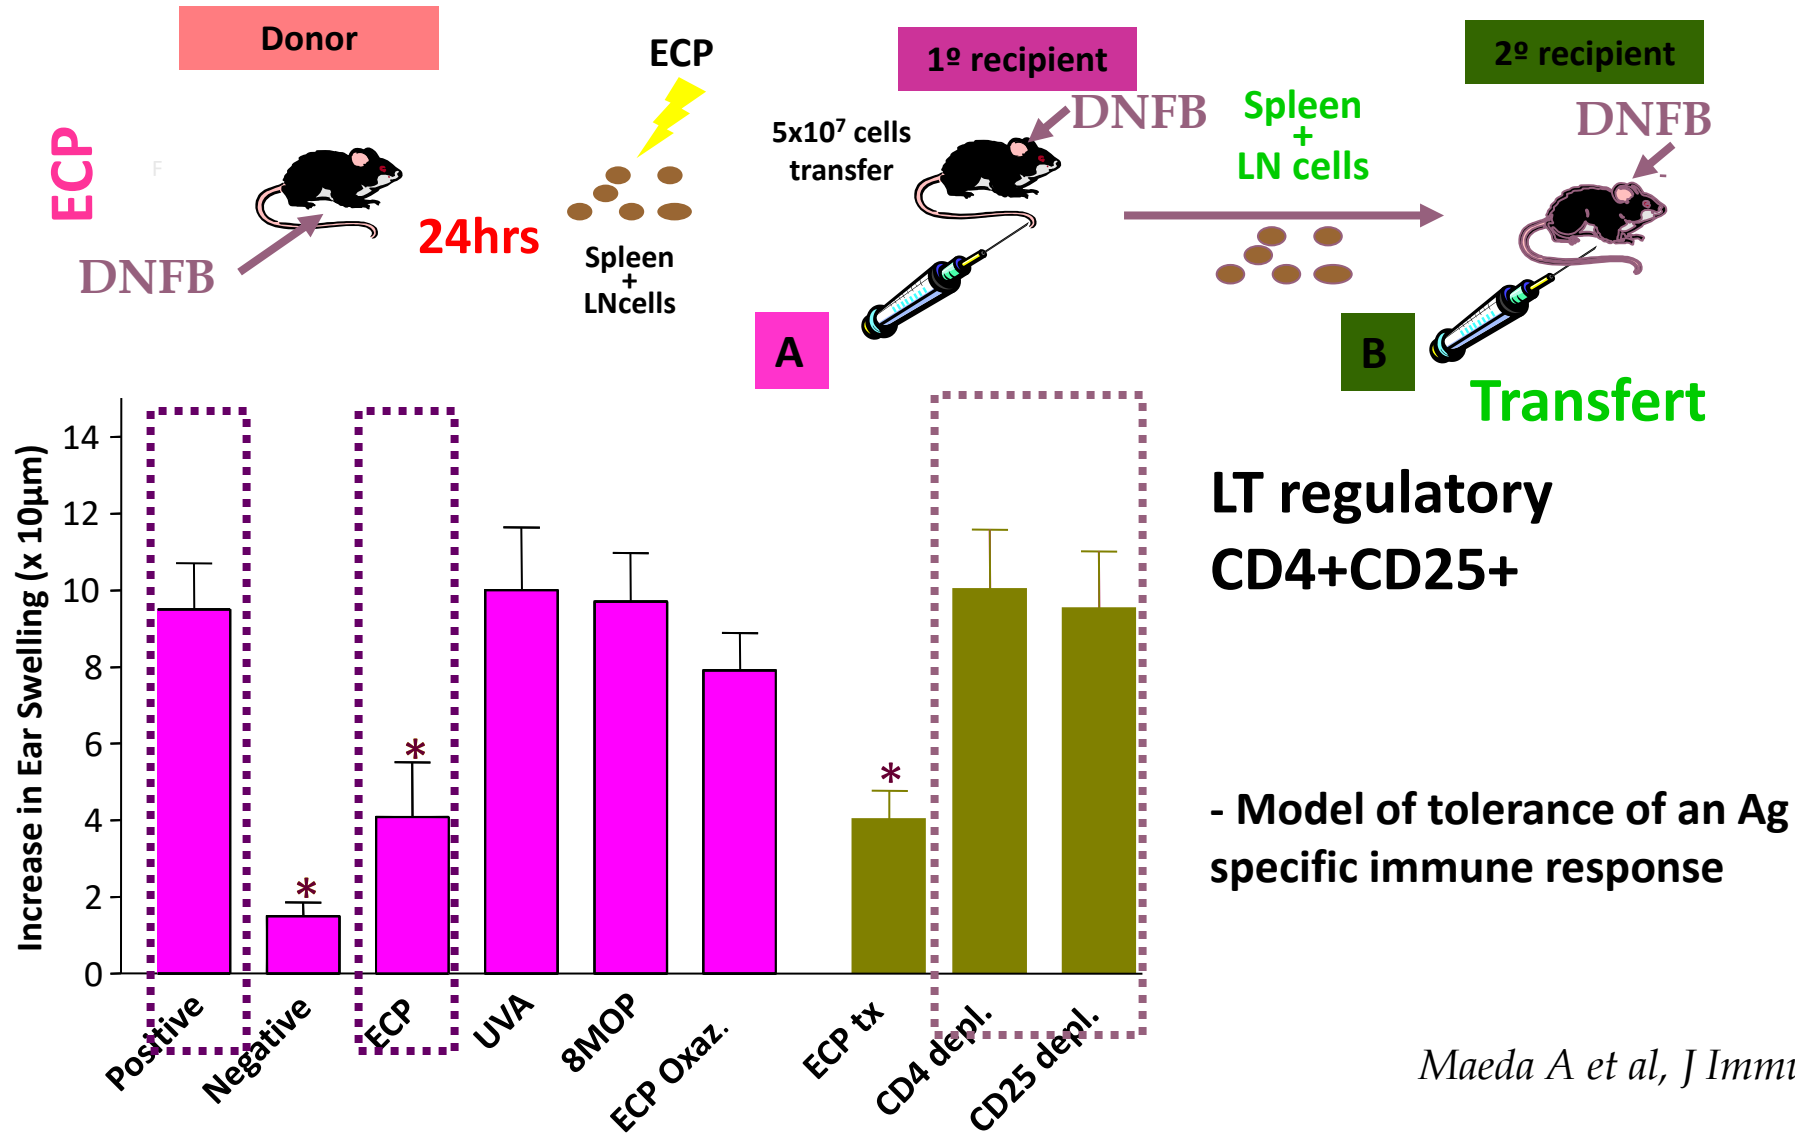 Donor
ECP
1º recipient
2º recipient
ECP
F
DNFB
24hrs
Spleen
+
LNcells
5x10⁷ cells
transfer
DNFB
Spleen
+
LN cells
DNFB
A
B
Transfert
Increase in Ear Swelling (x 10µm)
14
12
10
8
6
4
2
0
*
*
*
Positive
Negative
ECP
UVA
8MOP
ECP Oxaz.
ECP tx
CD4 depl.
CD25 depl.
LT regulatory
CD4+CD25+
- Model of tolerance of an Ag
specific immune response
Maeda A et al, J Immu